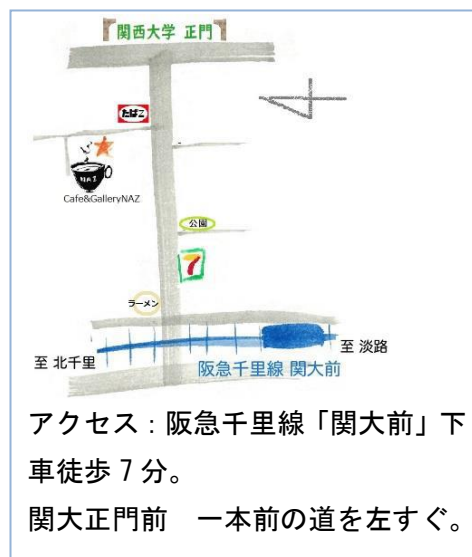 関西大学 正門
たばこ
NAZ
Cafe&GalleryNAZ
公園
7
ラーメン
至 北千里
至 淡路
阪急千里線 関大前
アクセス：阪急千里線「関大前」下
車徒歩 7 分。
関大正門前　一本前の道を左すぐ。